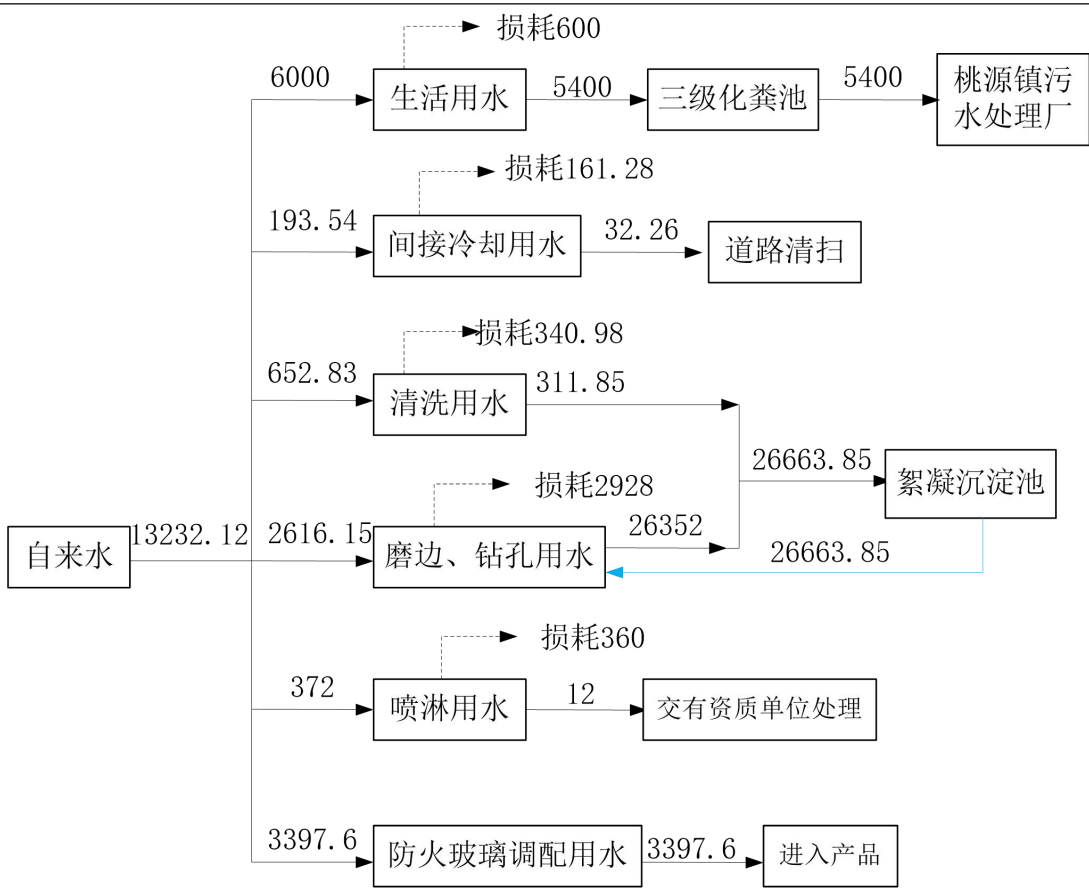 损耗600
6000
生活用水
5400
三级化粪池
5400
桃源镇污
水处理厂
损耗161.28
193.54
间接冷却用水
32.26
道路清扫
损耗340.98
652.83
清洗用水
311.85
26663.85
絮凝沉淀池
损耗2928
自来水
13232.12
2616.15
磨边、钻孔用水
26352
26663.85
损耗360
372
喷淋用水
12
交有资质单位处理
3397.6
防火玻璃调配用水
3397.6
进入产品